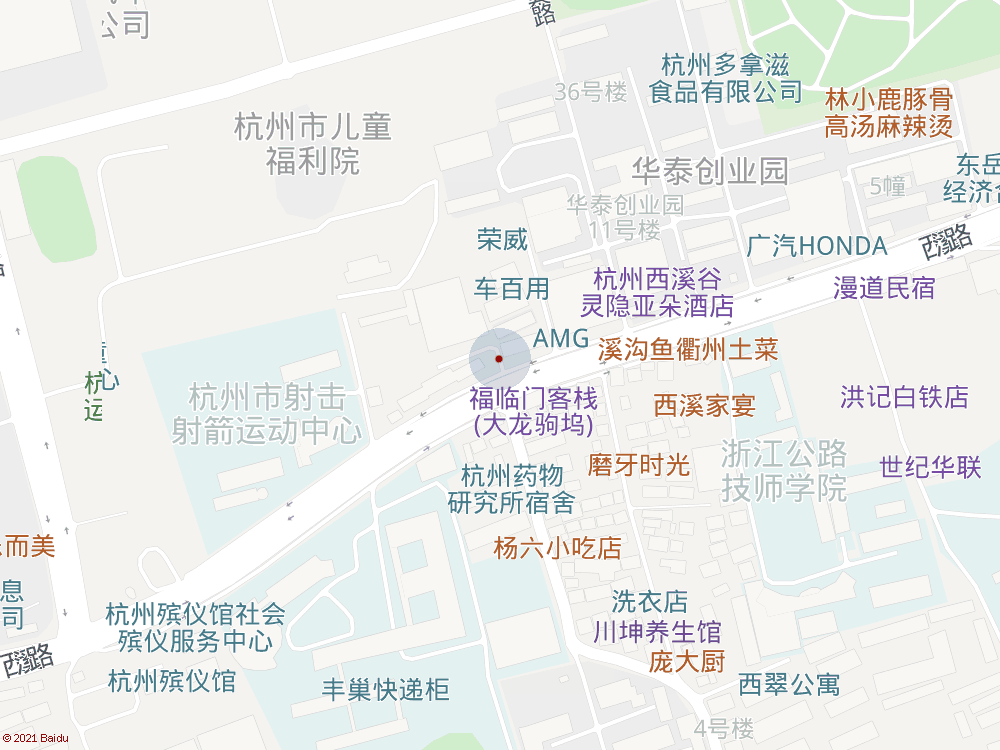 公司
路
杭州多拿滋
食品有限公司
36号楼
林小鹿豚骨
高汤麻辣烫
杭州市儿童
福利院
华泰创业园
东岳
经济合
5幢
华泰创业园
11号楼
荣威
广汽HONDA
西溪路
杭州西溪谷
灵隐亚朵酒店
车百用
漫道民宿
AMG
溪沟鱼衢州土菜
童心
杭
运
杭州市射击
射箭运动中心
福临门客栈
(大龙驹坞)
西溪家宴
洪记白铁店
浙江公路
技师学院
磨牙时光
世纪华联
杭州药物
研究所宿舍
而美
杨六小吃店
息
司
洗衣店
杭州殡仪馆社会
殡仪服务中心
川坤养生馆
西溪路
庞大厨
杭州殡仪馆
丰巢快递柜
西翠公寓
4号楼
© 2021 Baidu